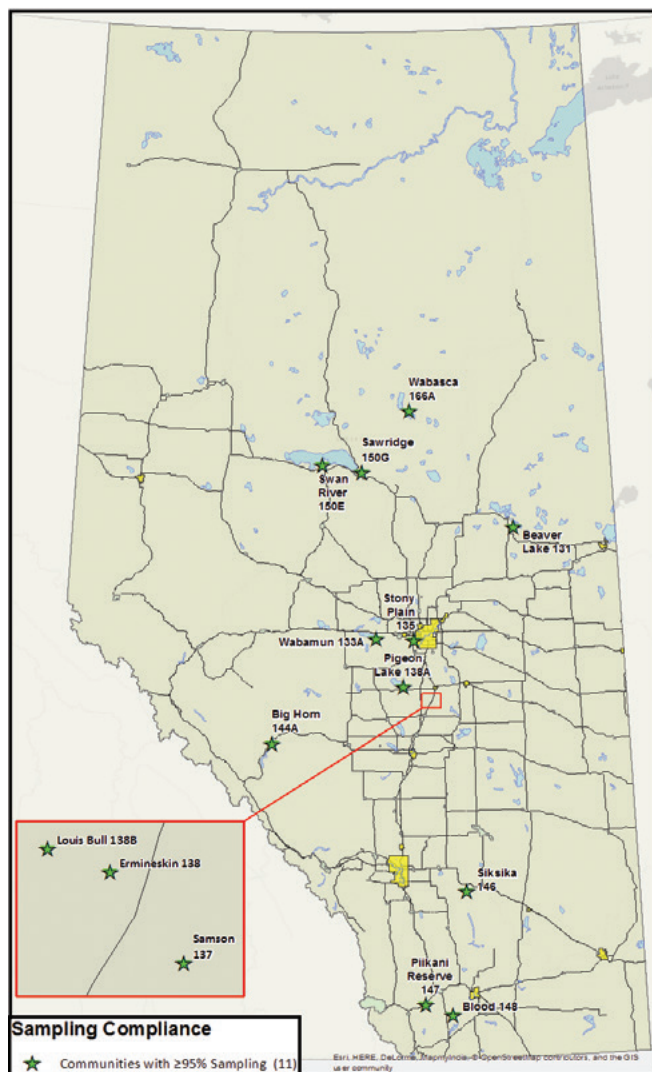 Wabasca
166A
Sawridge
150G
Swan
River
150E
Beaver
Lake 131
Stony
Plain
135
Wabamun 133A
Pigeon
Lake 138A
Big Horn
144A
Louis Bull 138B
Ermineskin 138
Samson
137
Siksika
146
Piikani
Reserve
147
Blood 148
Sampling Compliance
Communities with ≥95% Sampling (11)
Esri, HERE, DeLorme, MapmyIndia, © OpenStreetMap contributors, and the GIS
user community